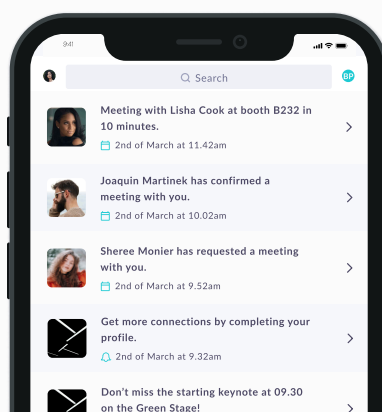 9:41
Search
BP
Meeting with Lisha Cook at booth B232 in
10 minutes.
2nd of March at 11.42am
Joaquin Martinek has confirmed a
meeting with you.
2nd of March at 10.02am
Sheree Monier has requested a meeting
with you.
2nd of March at 9.52am
Get more connections by completing your
profile.
2nd of March at 9.32am
Don’t miss the starting keynote at 09.30
on the Green Stage!